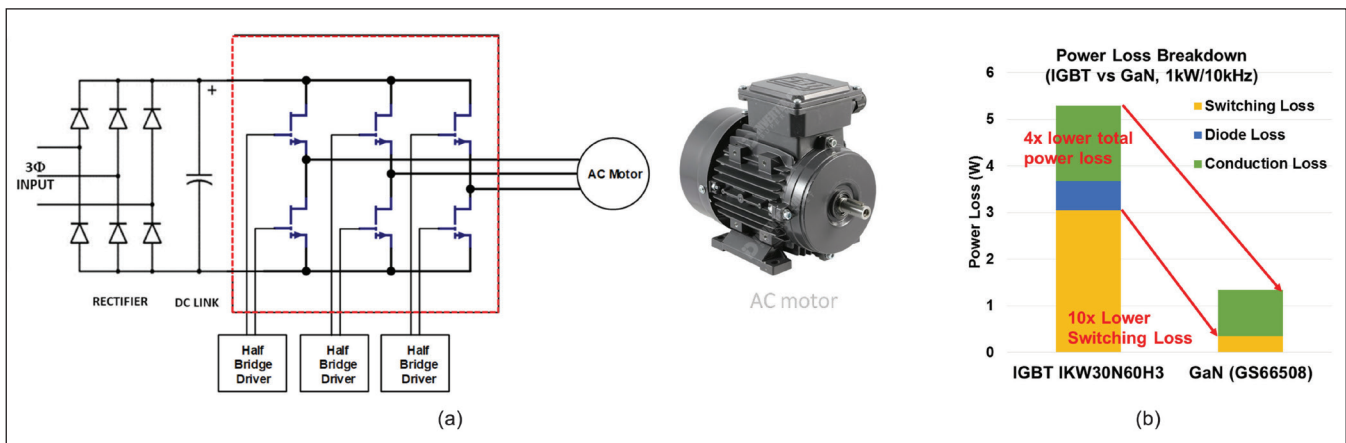 +
3Φ
INPUT
RECTIFIER
DC LINK
AC Motor
Half
Bridge
Driver
Half
Bridge
Driver
Half
Bridge
Driver
(a)
AC motor
Power Loss Breakdown
(IGBT vs GaN, 1kW/10kHz)
Power Loss (W)
6
5
4
3
2
1
0
Switching Loss
Diode Loss
Conduction Loss
4x lower total
power loss
10x Lower
Switching Loss
IGBT IKW30N60H3
GaN (GS66508)
(b)